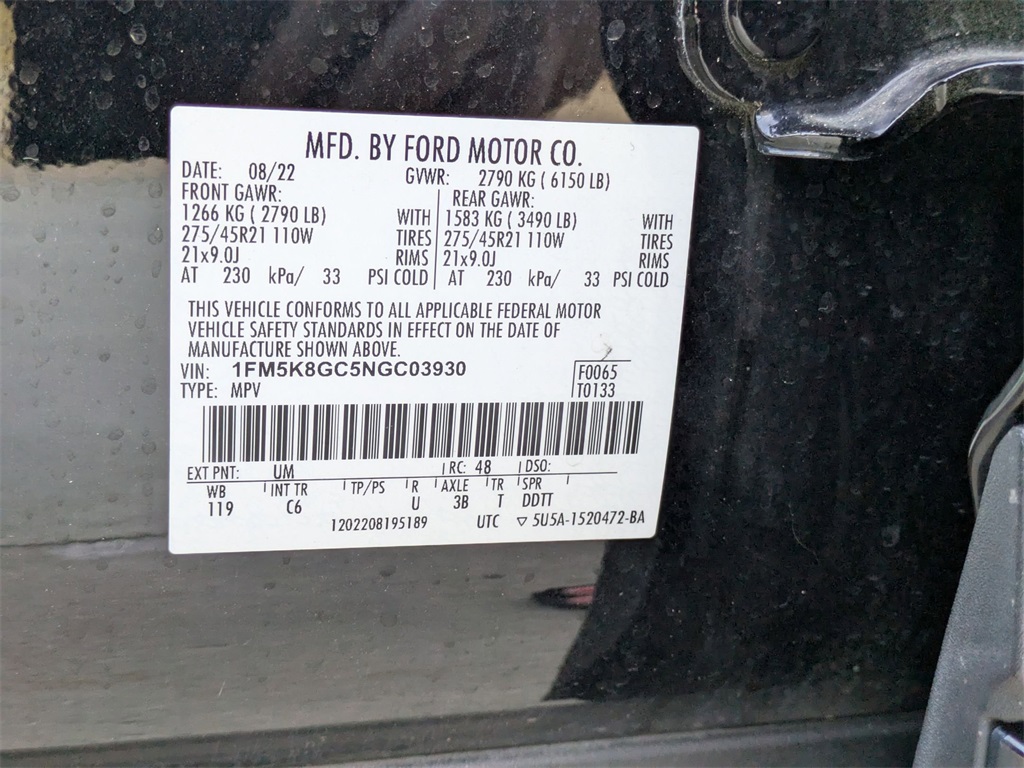 MFD. BY FORD MOTOR CO.
DATE: 08/22 GVWR: 2790 KG ( 6150 LB)
FRONT GAWR: REAR GAWR:
1266 KG ( 2790 LB) WITH 1583 KG ( 3490 LB) WITH
275/45R21 110W TIRES 275/45R21 110W TIRES
21x9.0J RIMS 21x9.0J RIMS
AT 230 kPa/ 33 PSI COLD AT 230 kPa/ 33 PSI COLD
THIS VEHICLE CONFORMS TO ALL APPLICABLE FEDERAL MOTOR
VEHICLE SAFETY STANDARDS IN EFFECT ON THE DATE OF
MANUFACTURE SHOWN ABOVE.
VIN: 1FM5K8GC5NGC03930 F0065
TYPE: MPV T0133
EXT PNT: UM RC: 48 DSO:
WB INT TR TP/PS R AXLE TR SPR
119 C6 U 3B T DDTT
1202208195189 UTC ▽ 5U5A-1520472-BA